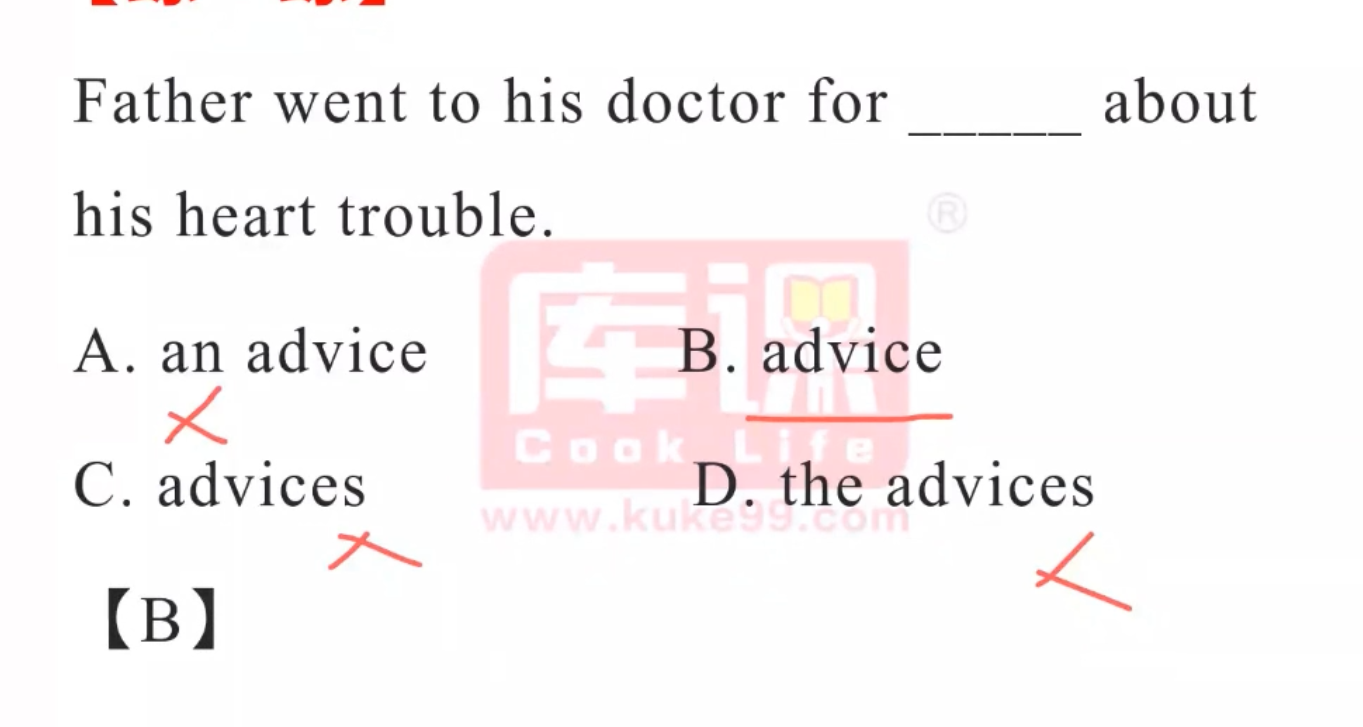 Father went to his doctor for _____ about
his heart trouble.
®
库课
A. an advice B. advice
Cook Life
C. advices D. the advices
www.kuke99.com
【B】